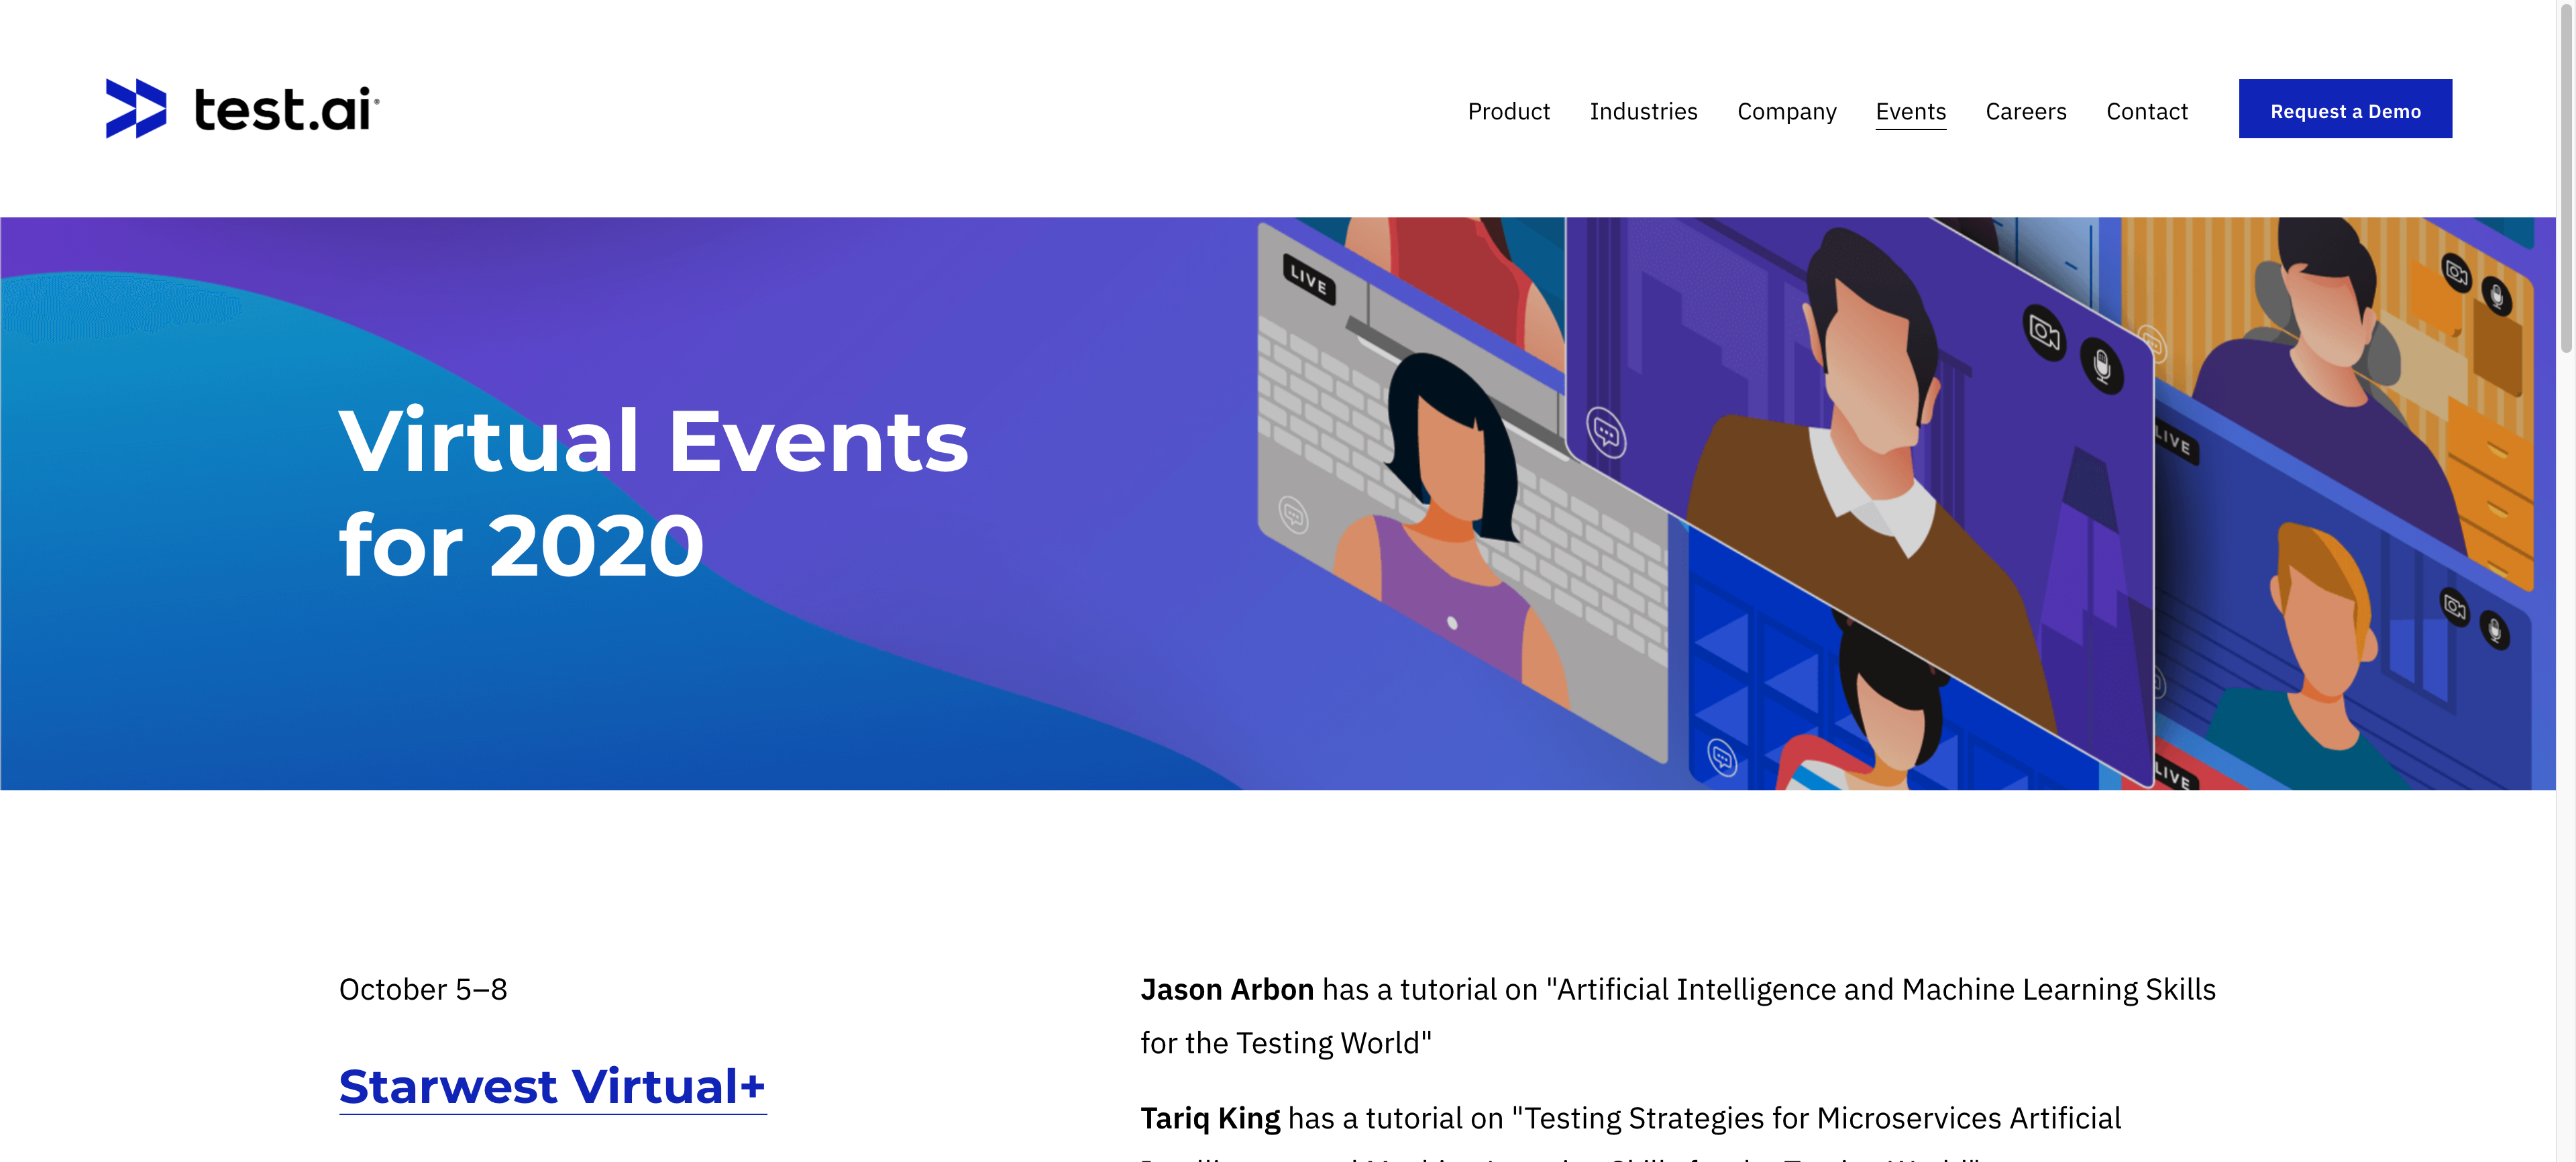 test.ai®
Product Industries Company Events Careers Contact Request a Demo
LIVE
Virtual Events
for 2020
LIVE
LIVE
October 5–8
Jason Arbon has a tutorial on "Artificial Intelligence and Machine Learning Skills
for the Testing World"
Starwest Virtual+
Tariq King has a tutorial on "Testing Strategies for Microservices Artificial